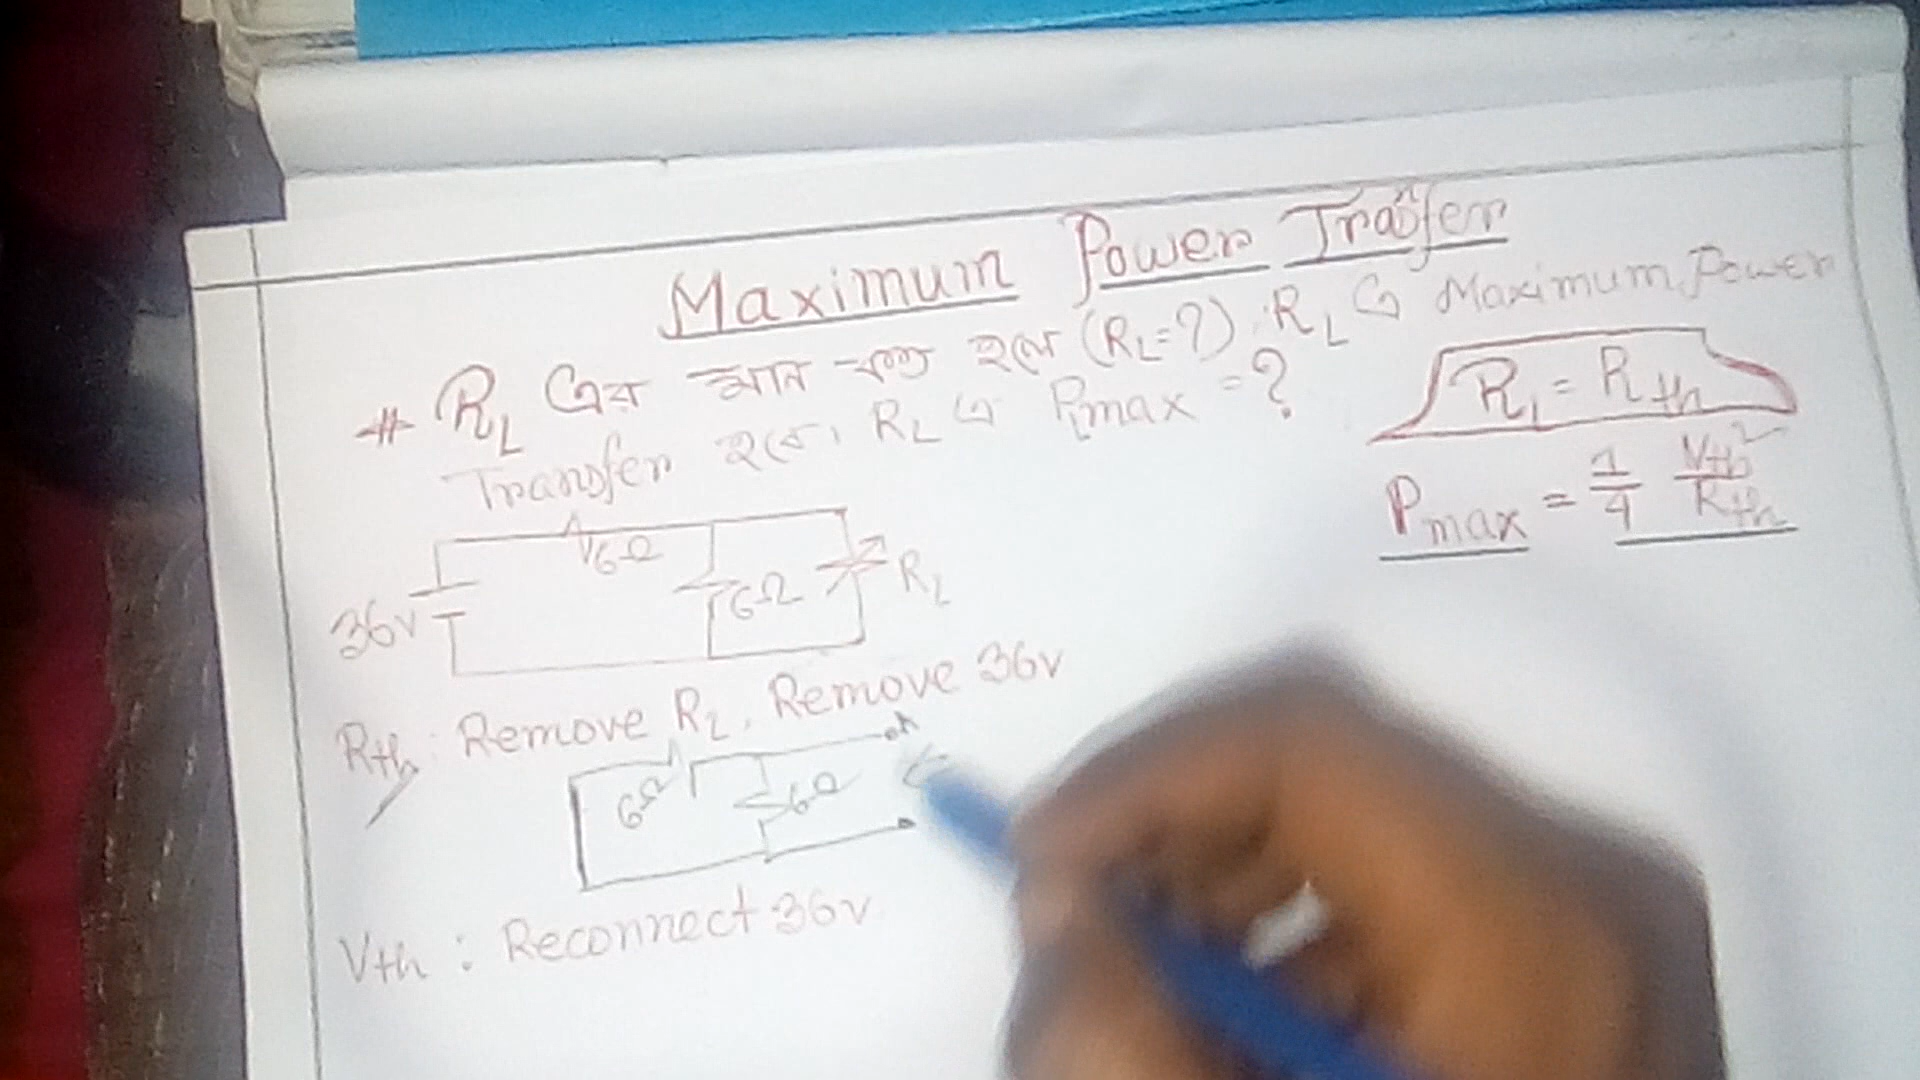 Maximum Power Trasfer
# RL এর মান কত হলে (RL=?) . RL এ Maximum Power
Transfer হবে। RL এ Pmax = ?
RL = Rth
Pmax = 1/4 Vth²/Rth
6Ω
36v
6Ω
RL
Rth : Remove RL, Remove 36v
A
6Ω
6Ω
Vth : Reconnect 36v